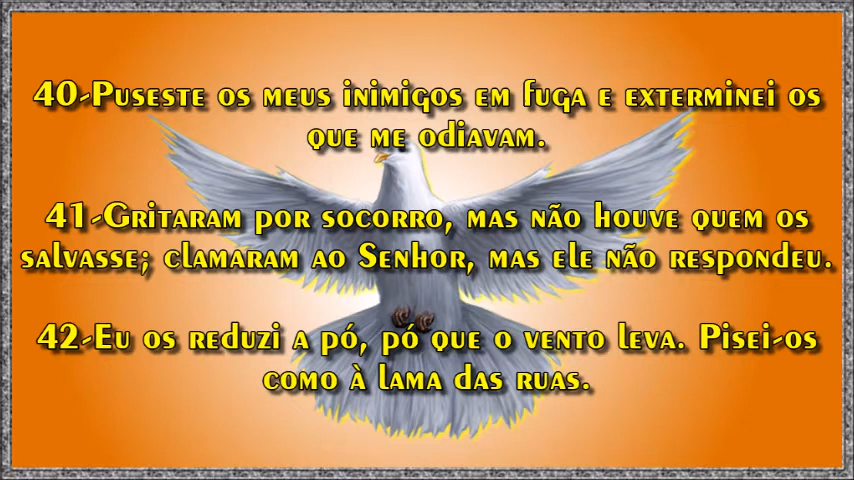 40-Puseste os meus inimigos em fuga e exterminei os
que me odiavam.
41-Gritaram por socorro, mas não houve quem os
salvasse; clamaram ao Senhor, mas ele não respondeu.
42-Eu os reduzi a pó, pó que o vento leva. Pisei-os
como à lama das ruas.